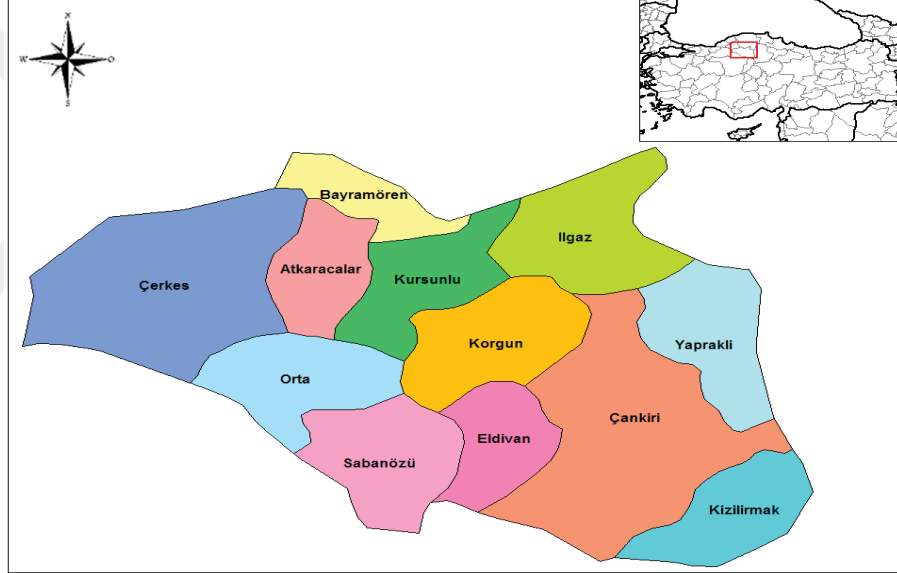 N
W
O
S
Bayramören
Ilgaz
Atkaracalar
Kursunlu
Çerkes
Korgun
Yaprakli
Orta
Çankiri
Eldivan
Sabanözü
Kizilirmak